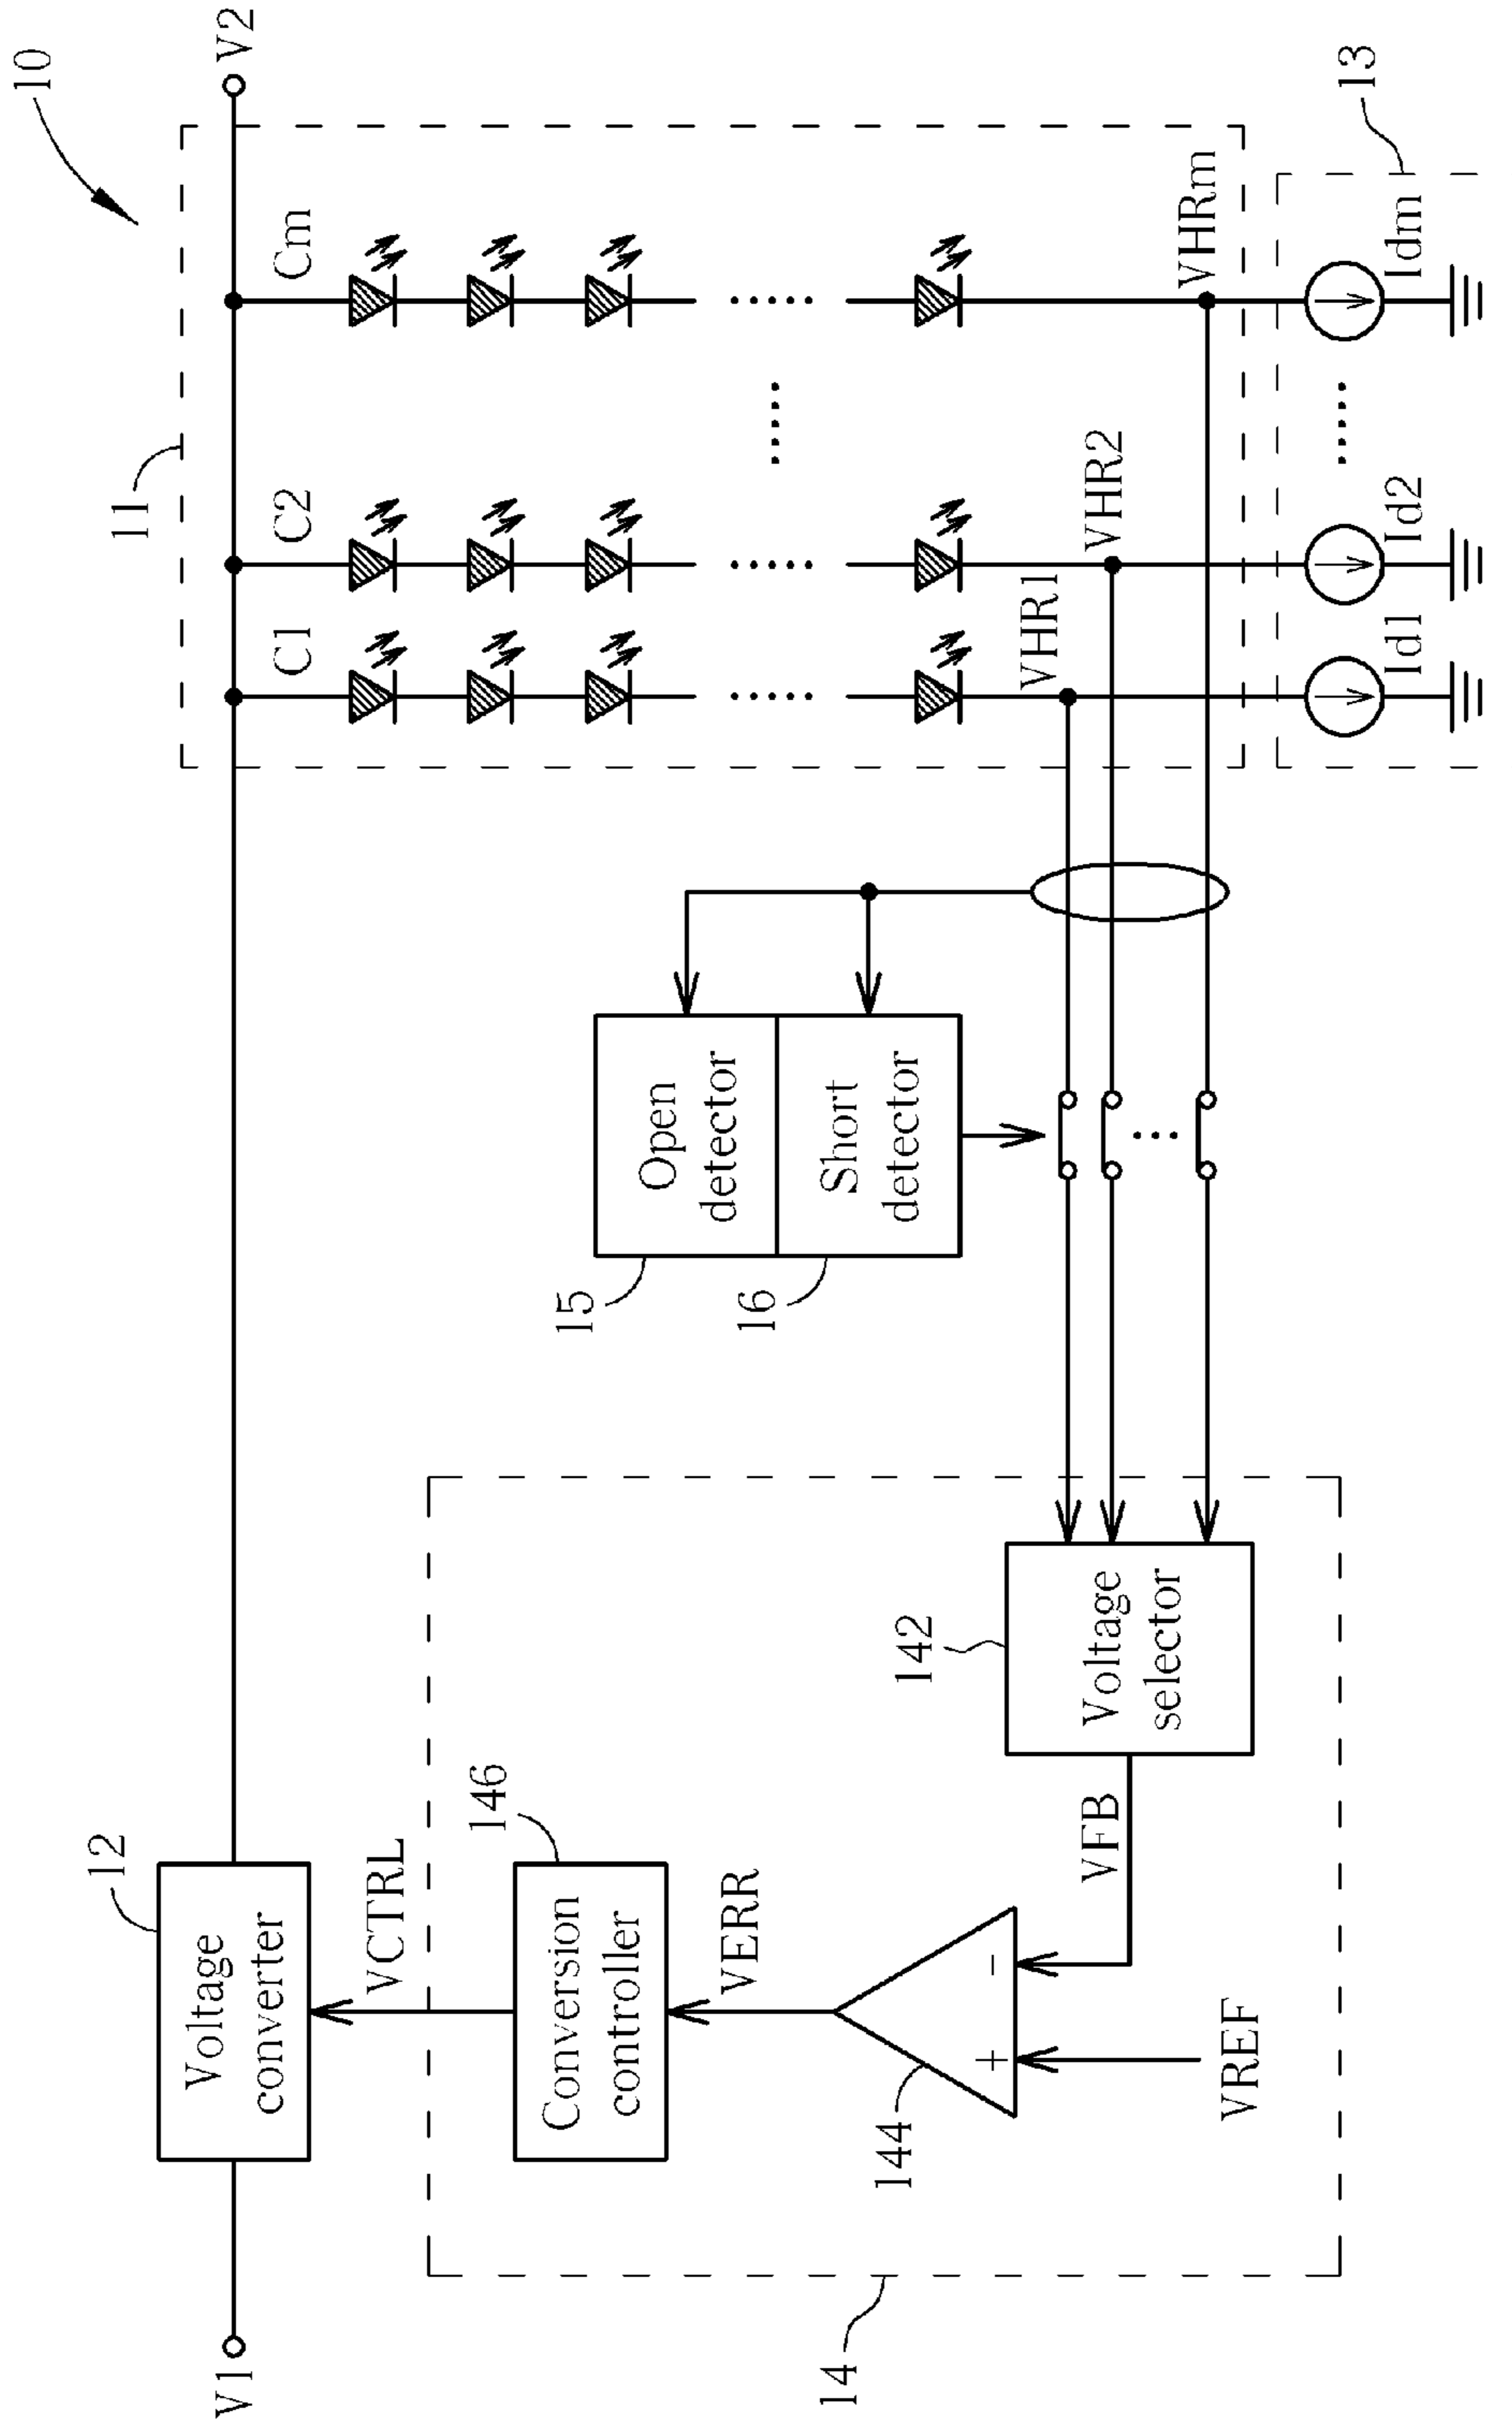 10
V1
12
Voltage
converter
V2
11
C1
C2
Cm
VCTRL
146
Conversion
controller
VERR
144
+
-
VREF
VFB
142
Voltage
selector
14
15
Open
detector
16
Short
detector
VHR1
VHR2
VHRm
Id1
Id2
Idm
13